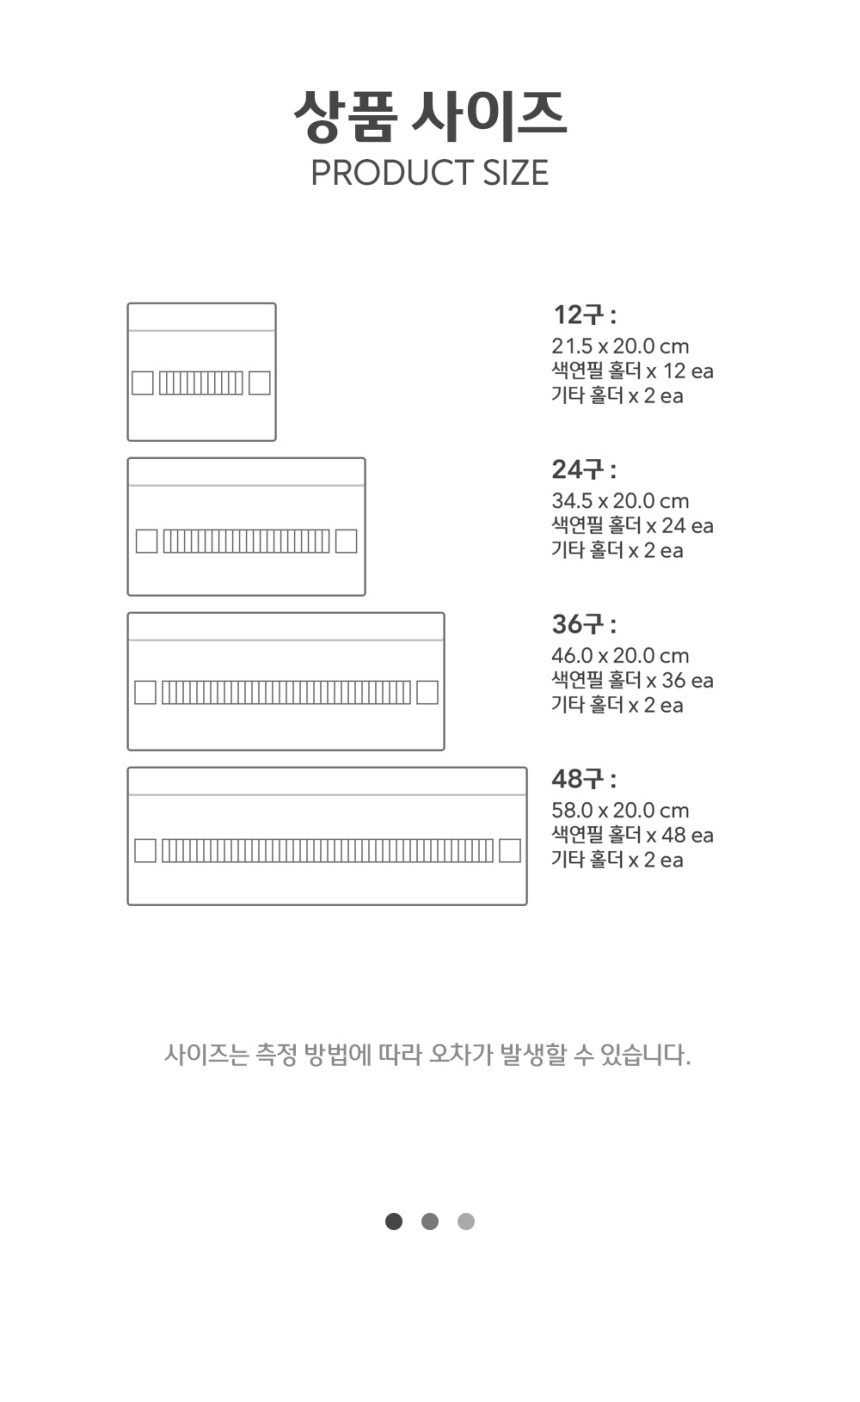 상품 사이즈
PRODUCT SIZE
12구 :
21.5 x 20.0 cm
색연필 홀더 x 12 ea
기타 홀더 x 2 ea
24구 :
34.5 x 20.0 cm
색연필 홀더 x 24 ea
기타 홀더 x 2 ea
36구 :
46.0 x 20.0 cm
색연필 홀더 x 36 ea
기타 홀더 x 2 ea
48구 :
58.0 x 20.0 cm
색연필 홀더 x 48 ea
기타 홀더 x 2 ea
사이즈는 측정 방법에 따라 오차가 발생할 수 있습니다.